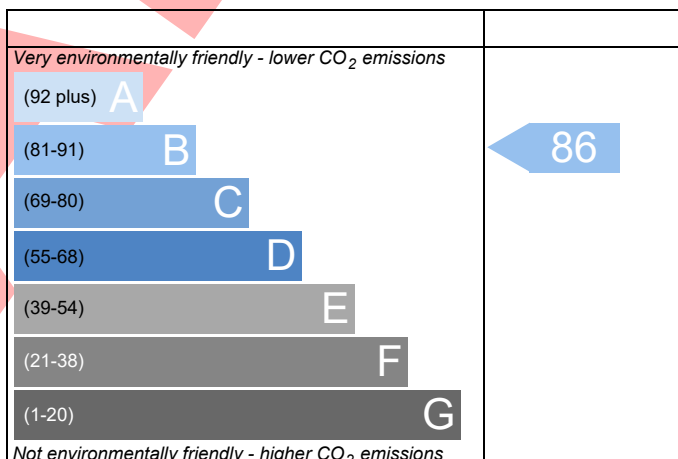 Very environmentally friendly - lower CO2 emissions
(92 plus) A
(81-91) B
86
(69-80) C
(55-68) D
(39-54) E
(21-38) F
(1-20) G
Not environmentally friendly - higher CO2 emissions